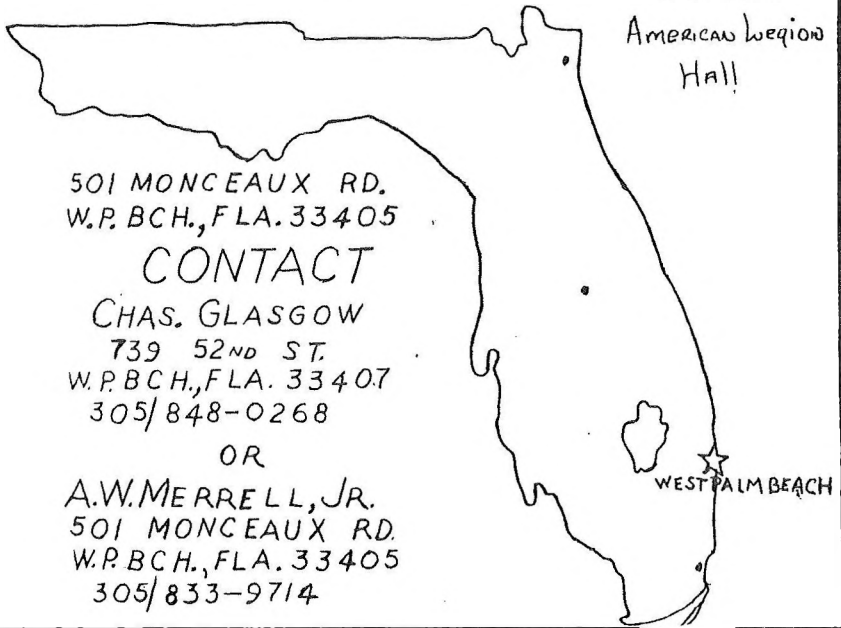 American Legion
Hall
501 MONCEAUX RD.
W.P. BCH., FLA. 33405
CONTACT
CHAS. GLASGOW
739 52ND ST.
W.P. BCH., FLA. 33407
305/848-0268
OR
A.W. MERRELL, JR.
501 MONCEAUX RD.
W.P. BCH., FLA. 33405
305/833-9714
WEST PALM BEACH